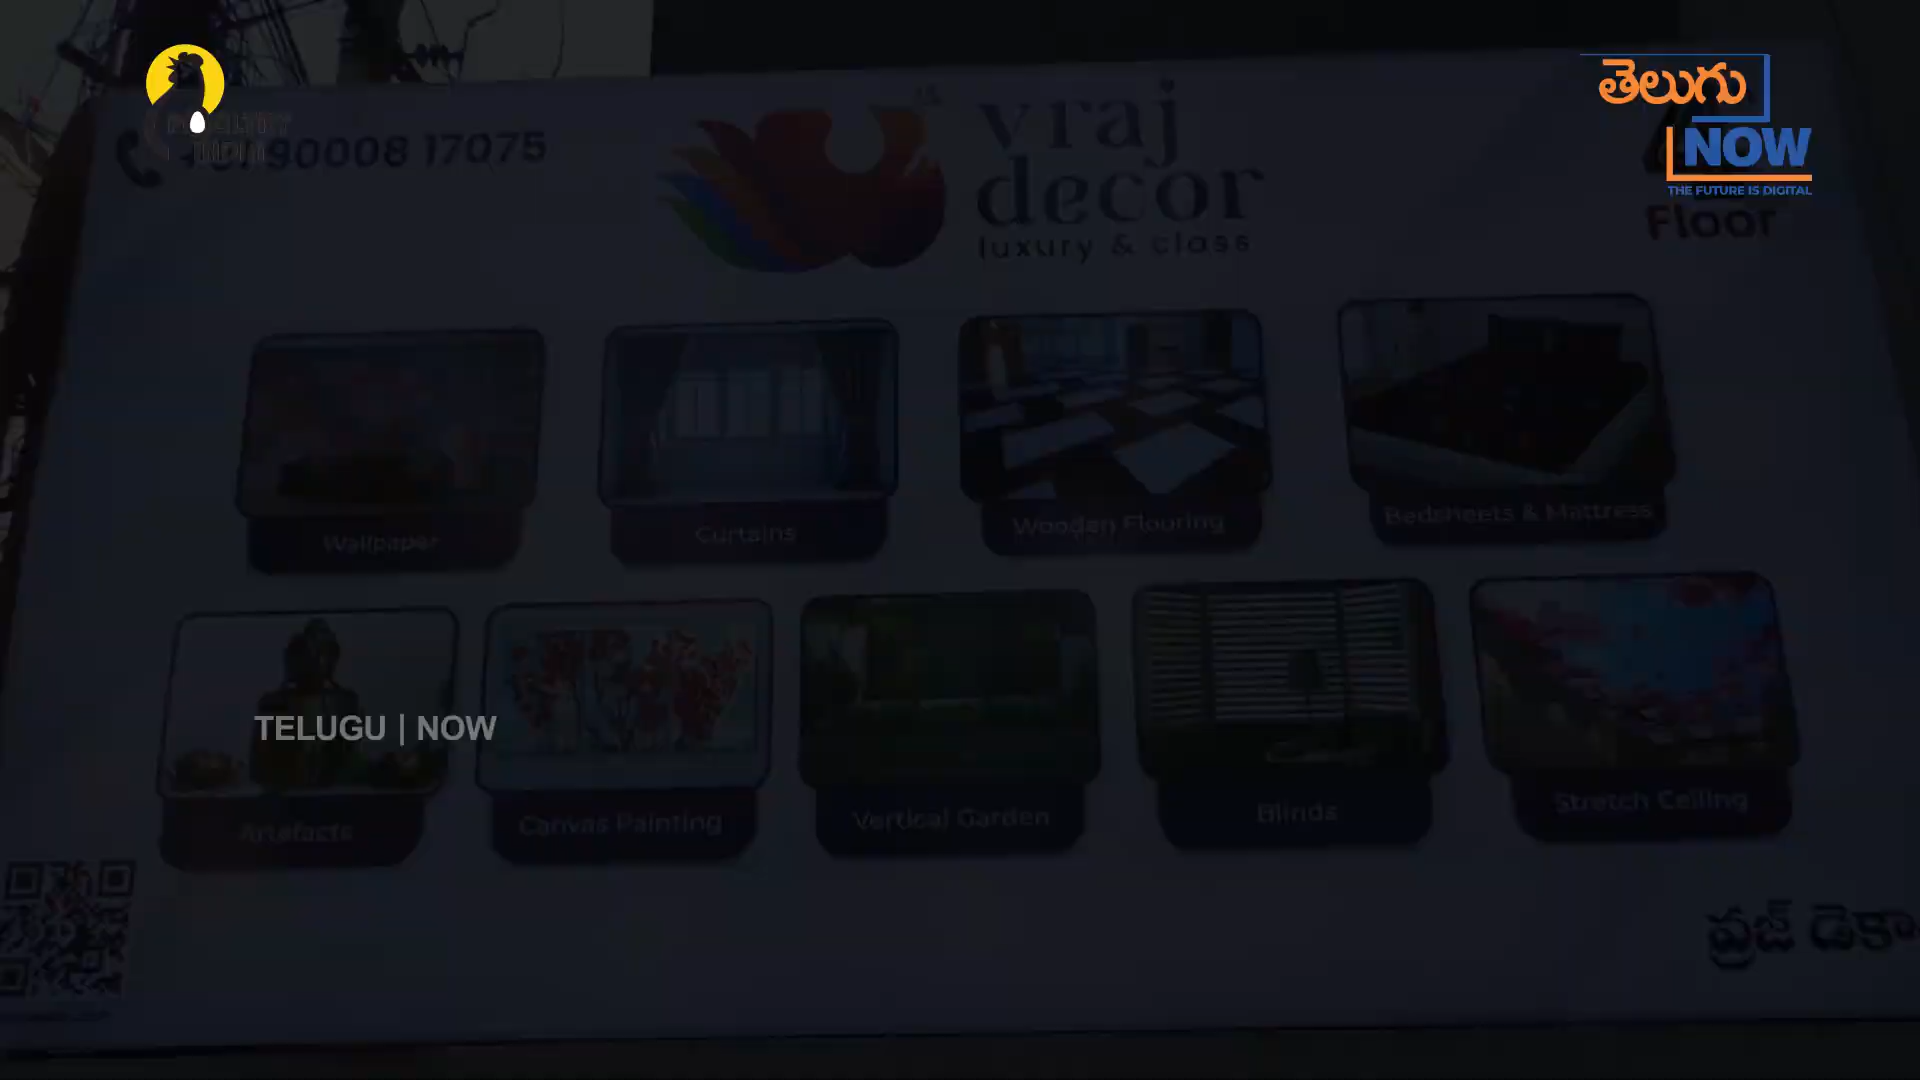 తెలుగు
NOW
THE FUTURE IS DIGITAL
90008 17075
vraj
decor
luxury & class
Floor
Wallpaper
Curtains
Wooden Flouring
Bedsheets & Mattress
TELUGU | NOW
Artefacts
Canvas Painting
Vertical Garden
Blinds
Stretch Ceiling
వ్రజ్ డెకా